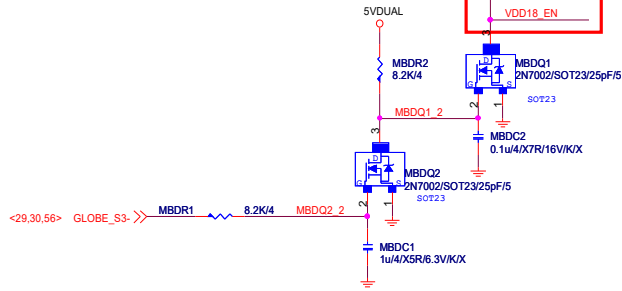 5VDUAL
VDD18_EN
3
MBDR2
8.2K/4
D
G
S
MBDQ1
2N7002/SOT23/25pF/5
SOT23
2
1
MBDQ1_2
3
MBDC2
0.1u/4/X7R/16V/K/X
D
G
S
MBDQ2
2N7002/SOT23/25pF/5
SOT23
2
1
<29,30,56> GLOBE_S3-
MBDR1
8.2K/4
MBDQ2_2
MBDC1
1u/4/X5R/6.3V/K/X